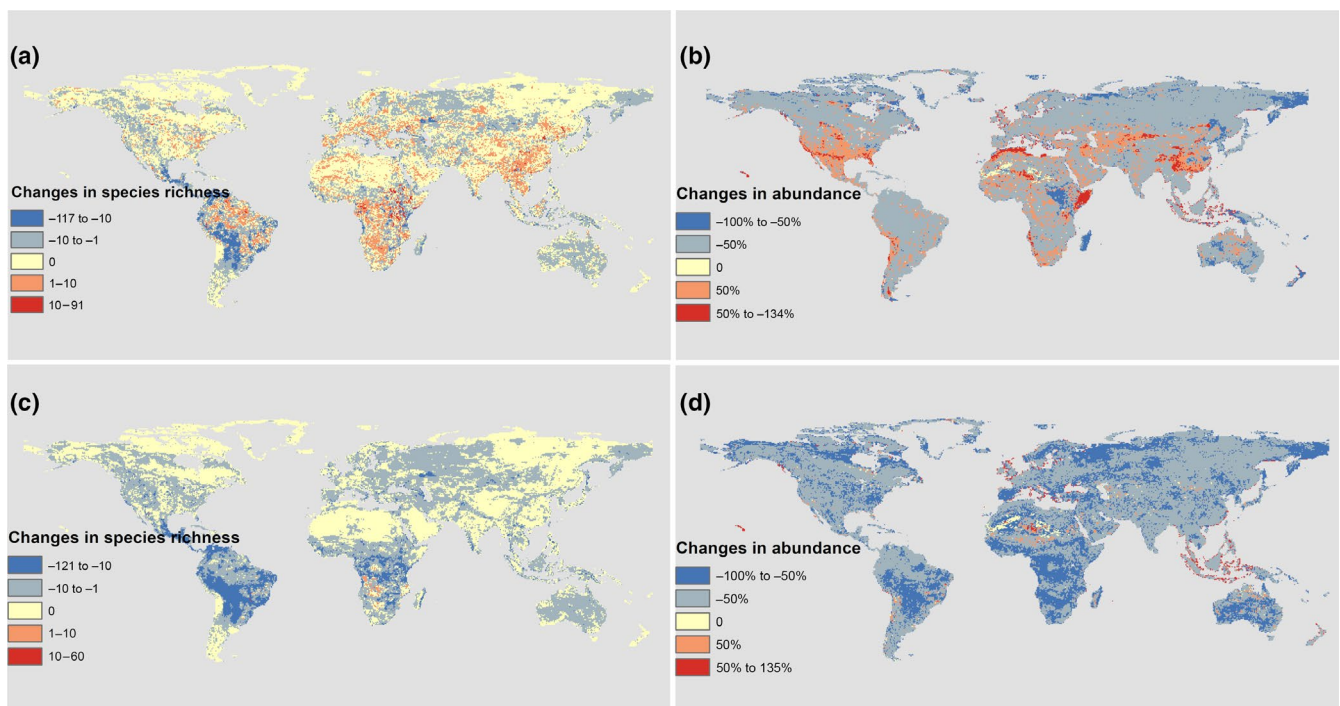 (a)
Changes in species richness
–117 to –10
–10 to –1
0
1–10
10–91
(b)
Changes in abundance
–100% to –50%
–50%
0
50%
50% to –134%
(c)
Changes in species richness
–121 to –10
–10 to –1
0
1–10
10–60
(d)
Changes in abundance
–100% to –50%
–50%
0
50%
50% to 135%